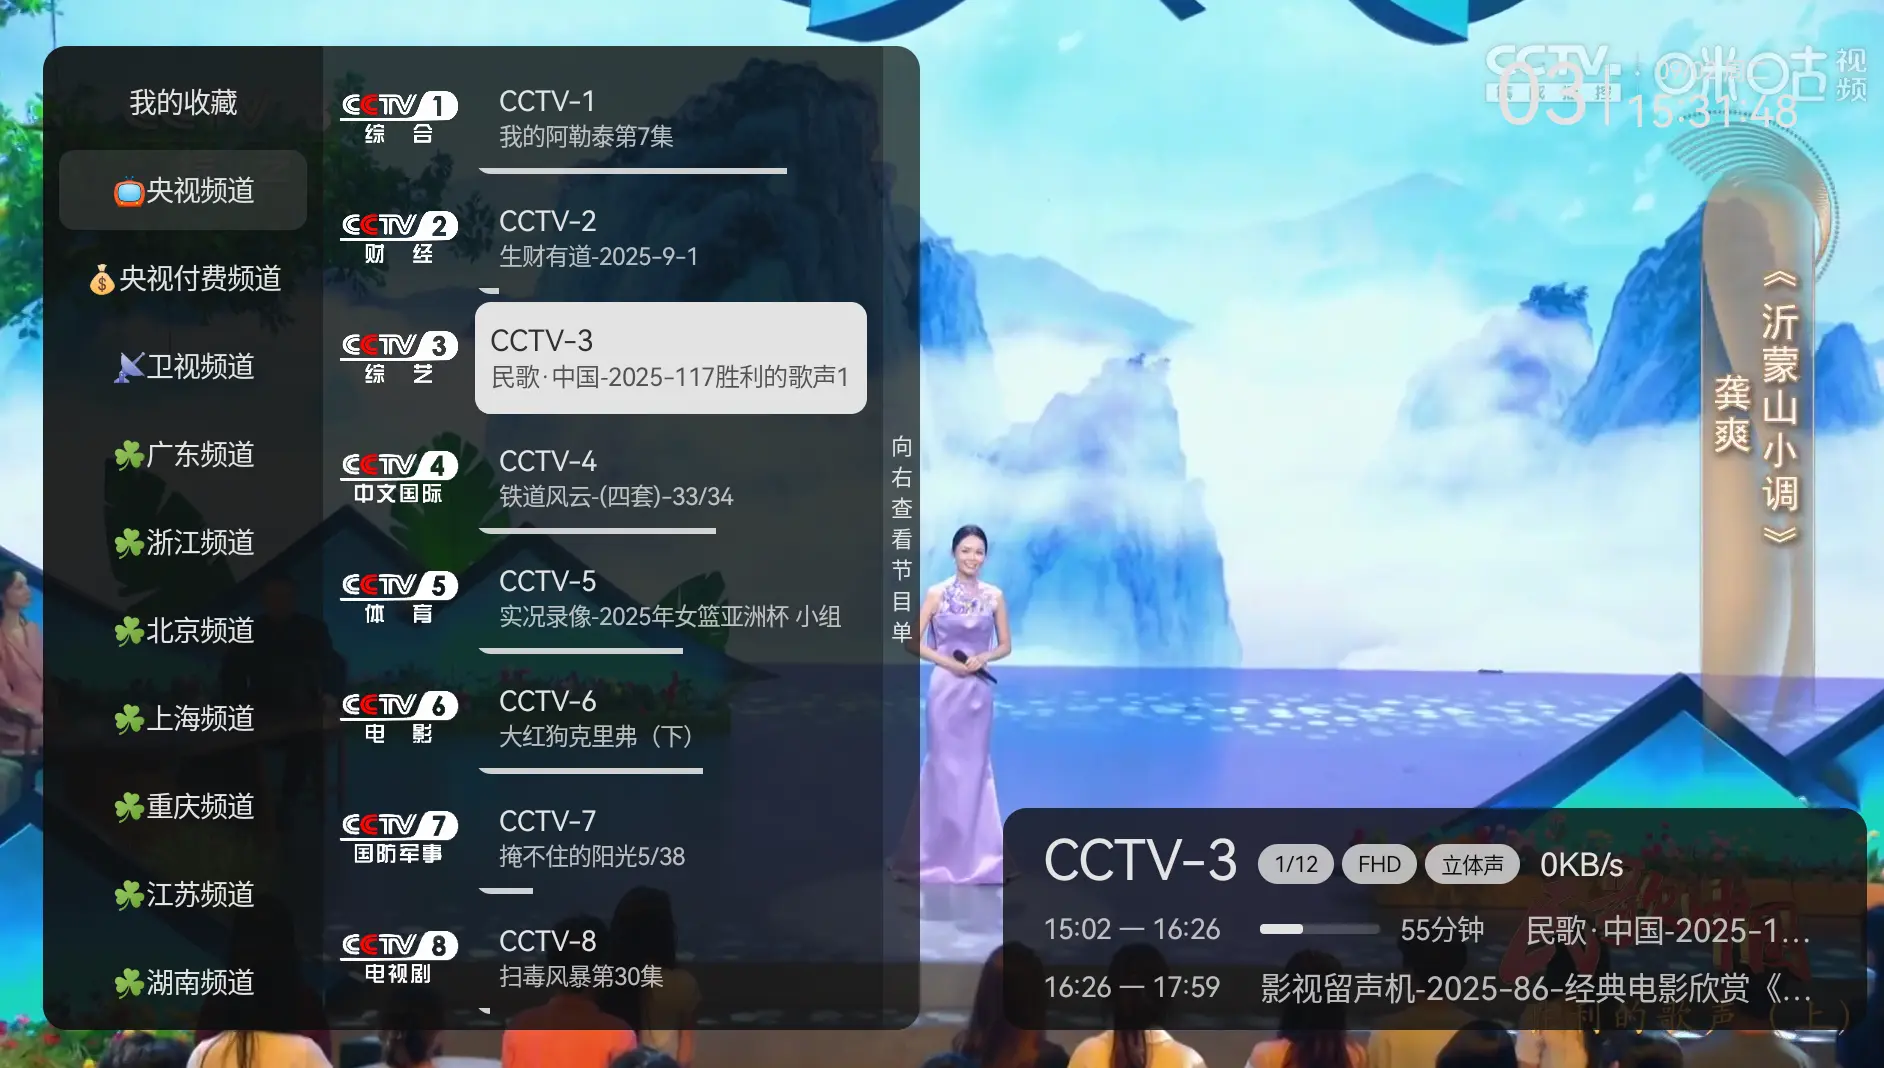 我的收藏
央视频道
央视付费频道
卫视频道
广东频道
浙江频道
北京频道
上海频道
重庆频道
江苏频道
湖南频道
CCTV 1
综合
CCTV-1
我的阿勒泰第7集
CCTV 2
财经
CCTV-2
生财有道-2025-9-1
CCTV 3
综艺
CCTV-3
民歌·中国-2025-117胜利的歌声1
CCTV 4
中文国际
CCTV-4
铁道风云-(四套)-33/34
CCTV 5
体育
CCTV-5
实况录像-2025年女篮亚洲杯 小组
CCTV 6
电影
CCTV-6
大红狗克里弗（下）
CCTV 7
国防军事
CCTV-7
掩不住的阳光5/38
CCTV 8
电视剧
CCTV-8
扫毒风暴第30集
向右查看节目单
CCTV
咪咕视频
03
15:31:48
《沂蒙山小调》
龚爽
CCTV-3
1/12
FHD
立体声
0KB/s
15:02 — 16:26
55分钟
民歌·中国-2025-1...
16:26 — 17:59
影视留声机-2025-86-经典电影欣赏《...
胜利的歌声（上）